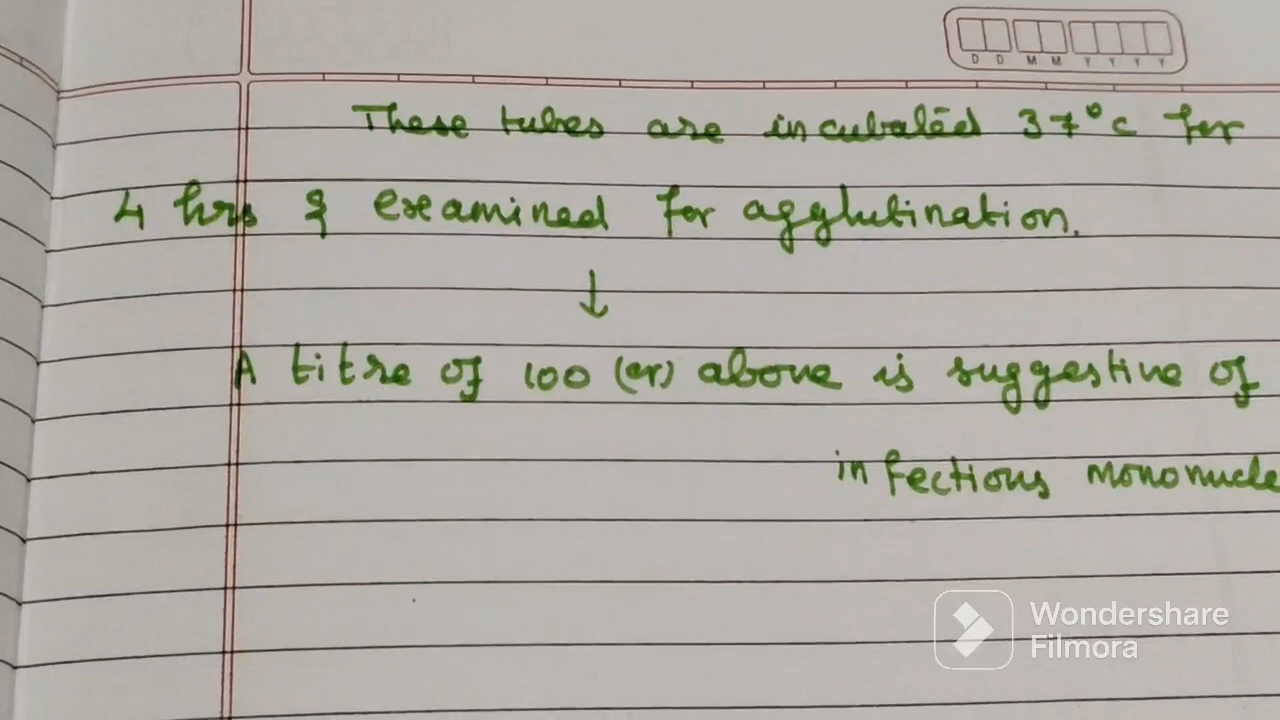 D D M M Y Y Y Y
These tubes are incubated 37°c for
4 hrs & examined for agglutination.
↓
A titre of 100 (or) above is suggestive of
infectious mononucle
Wondershare
Filmora